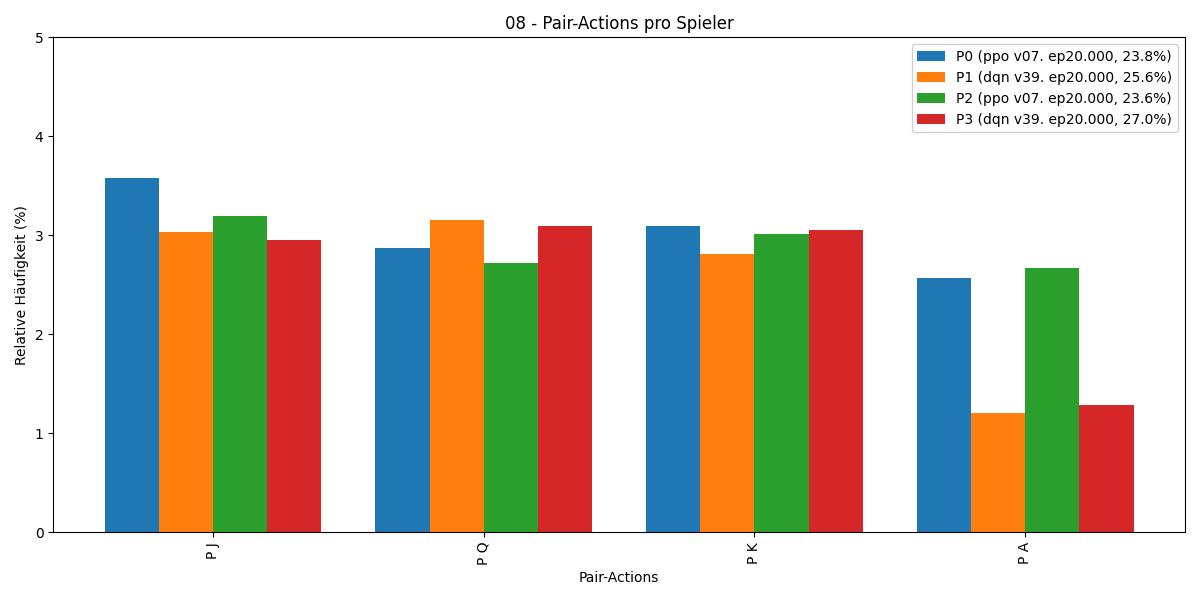 08 - Pair-Actions pro Spieler
P0 (ppo v07. ep20.000, 23.8%)
P1 (dqn v39. ep20.000, 25.6%)
P2 (ppo v07. ep20.000, 23.6%)
P3 (dqn v39. ep20.000, 27.0%)
Relative Häufigkeit (%)
5
4
3
2
1
0
P J
P Q
P K
P A
Pair-Actions